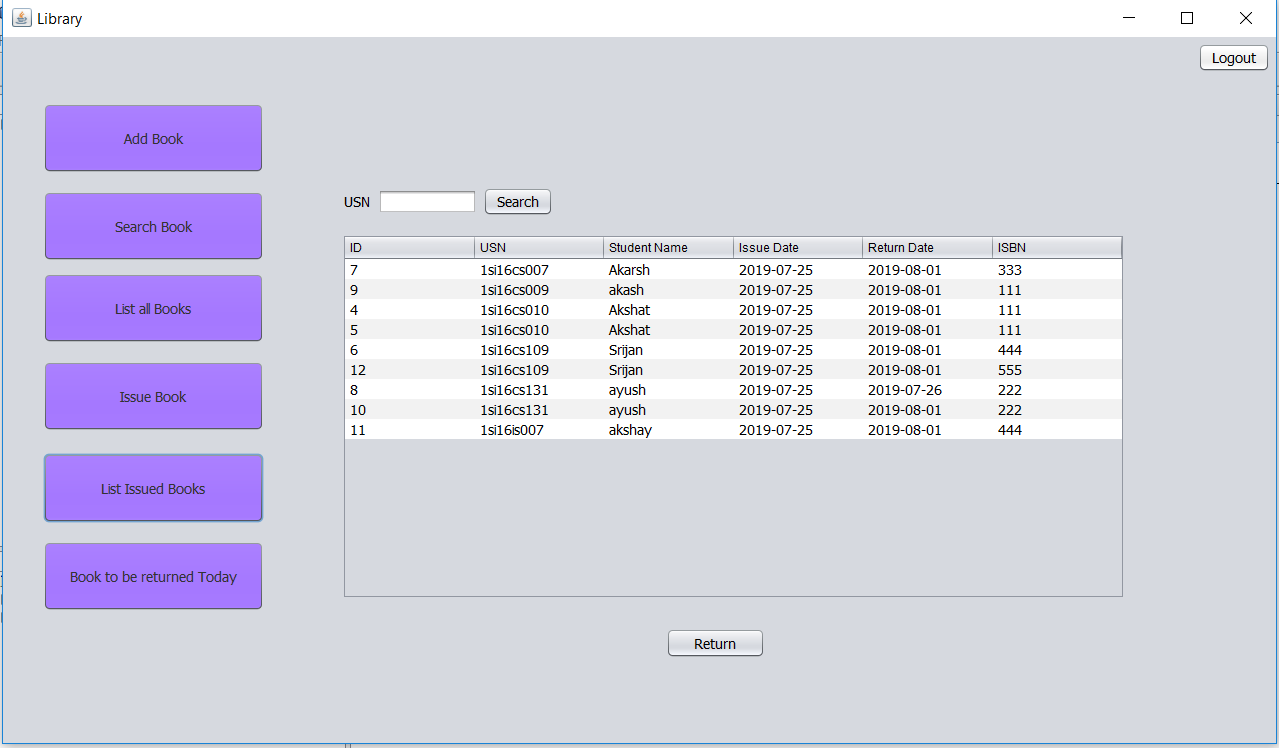 Library
Logout
Add Book
Search Book
List all Books
Issue Book
List Issued Books
Book to be returned Today
USN Search
ID USN Student Name Issue Date Return Date ISBN
7 1si16cs007 Akarsh 2019-07-25 2019-08-01 333
9 1si16cs009 akash 2019-07-25 2019-08-01 111
4 1si16cs010 Akshat 2019-07-25 2019-08-01 111
5 1si16cs010 Akshat 2019-07-25 2019-08-01 111
6 1si16cs109 Srijan 2019-07-25 2019-08-01 444
12 1si16cs109 Srijan 2019-07-25 2019-08-01 555
8 1si16cs131 ayush 2019-07-25 2019-07-26 222
10 1si16cs131 ayush 2019-07-25 2019-08-01 222
11 1si16is007 akshay 2019-07-25 2019-08-01 444
Return